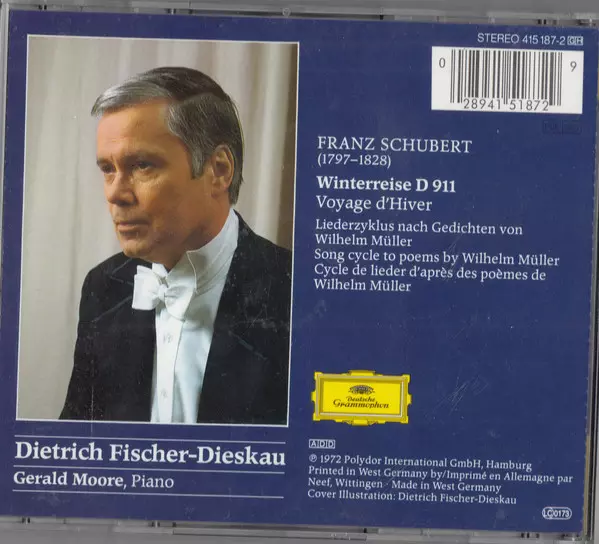 STEREO 415 187-2 GH
0 28941 51872 9
FRANZ SCHUBERT
(1797–1828)
Winterreise D 911
Voyage d'Hiver
Liederzyklus nach Gedichten von
Wilhelm Müller
Song cycle to poems by Wilhelm Müller
Cycle de lieder d'après des poèmes de
Wilhelm Müller
Deutsche
Grammophon
Dietrich Fischer-Dieskau
Gerald Moore, Piano
ADD
℗ 1972 Polydor International GmbH, Hamburg
Printed in West Germany by/Imprimé en Allemagne par
Neef, Wittingen · Made in West Germany
Cover Illustration: Dietrich Fischer-Dieskau
LC 0173